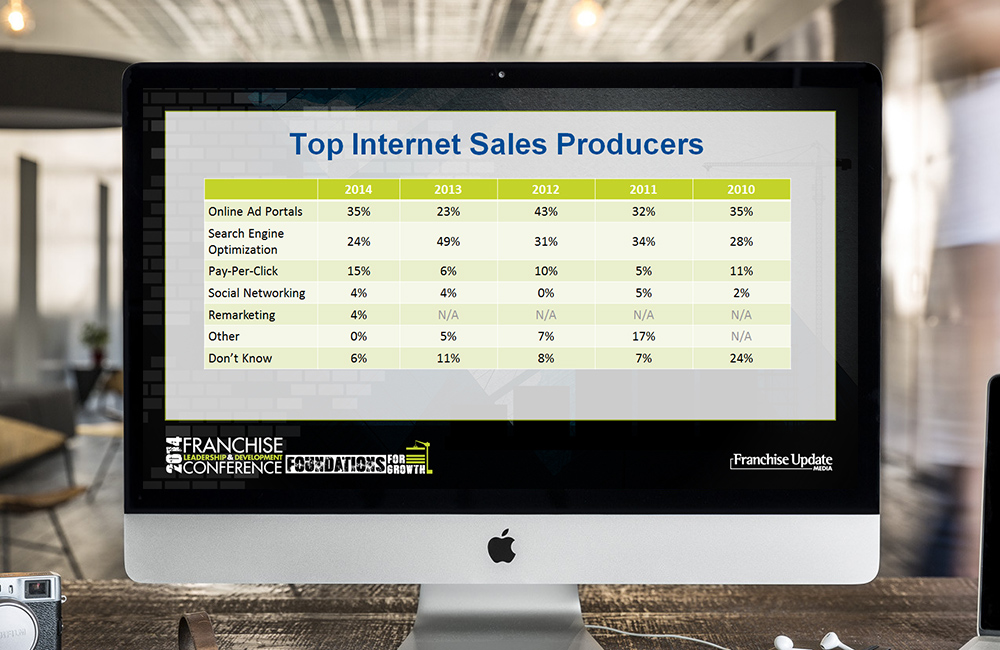 Top Internet Sales Producers
2014 2013 2012 2011 2010
Online Ad Portals 35% 23% 43% 32% 35%
Search Engine
Optimization 24% 49% 31% 34% 28%
Pay-Per-Click 15% 6% 10% 5% 11%
Social Networking 4% 4% 0% 5% 2%
Remarketing 4% N/A N/A N/A N/A
Other 0% 5% 7% 17% N/A
Don't Know 6% 11% 8% 7% 24%
2014 FRANCHISE
LEADERSHIP & DEVELOPMENT
CONFERENCE
FOUNDATIONS FOR
GROWTH
Franchise Update
MEDIA